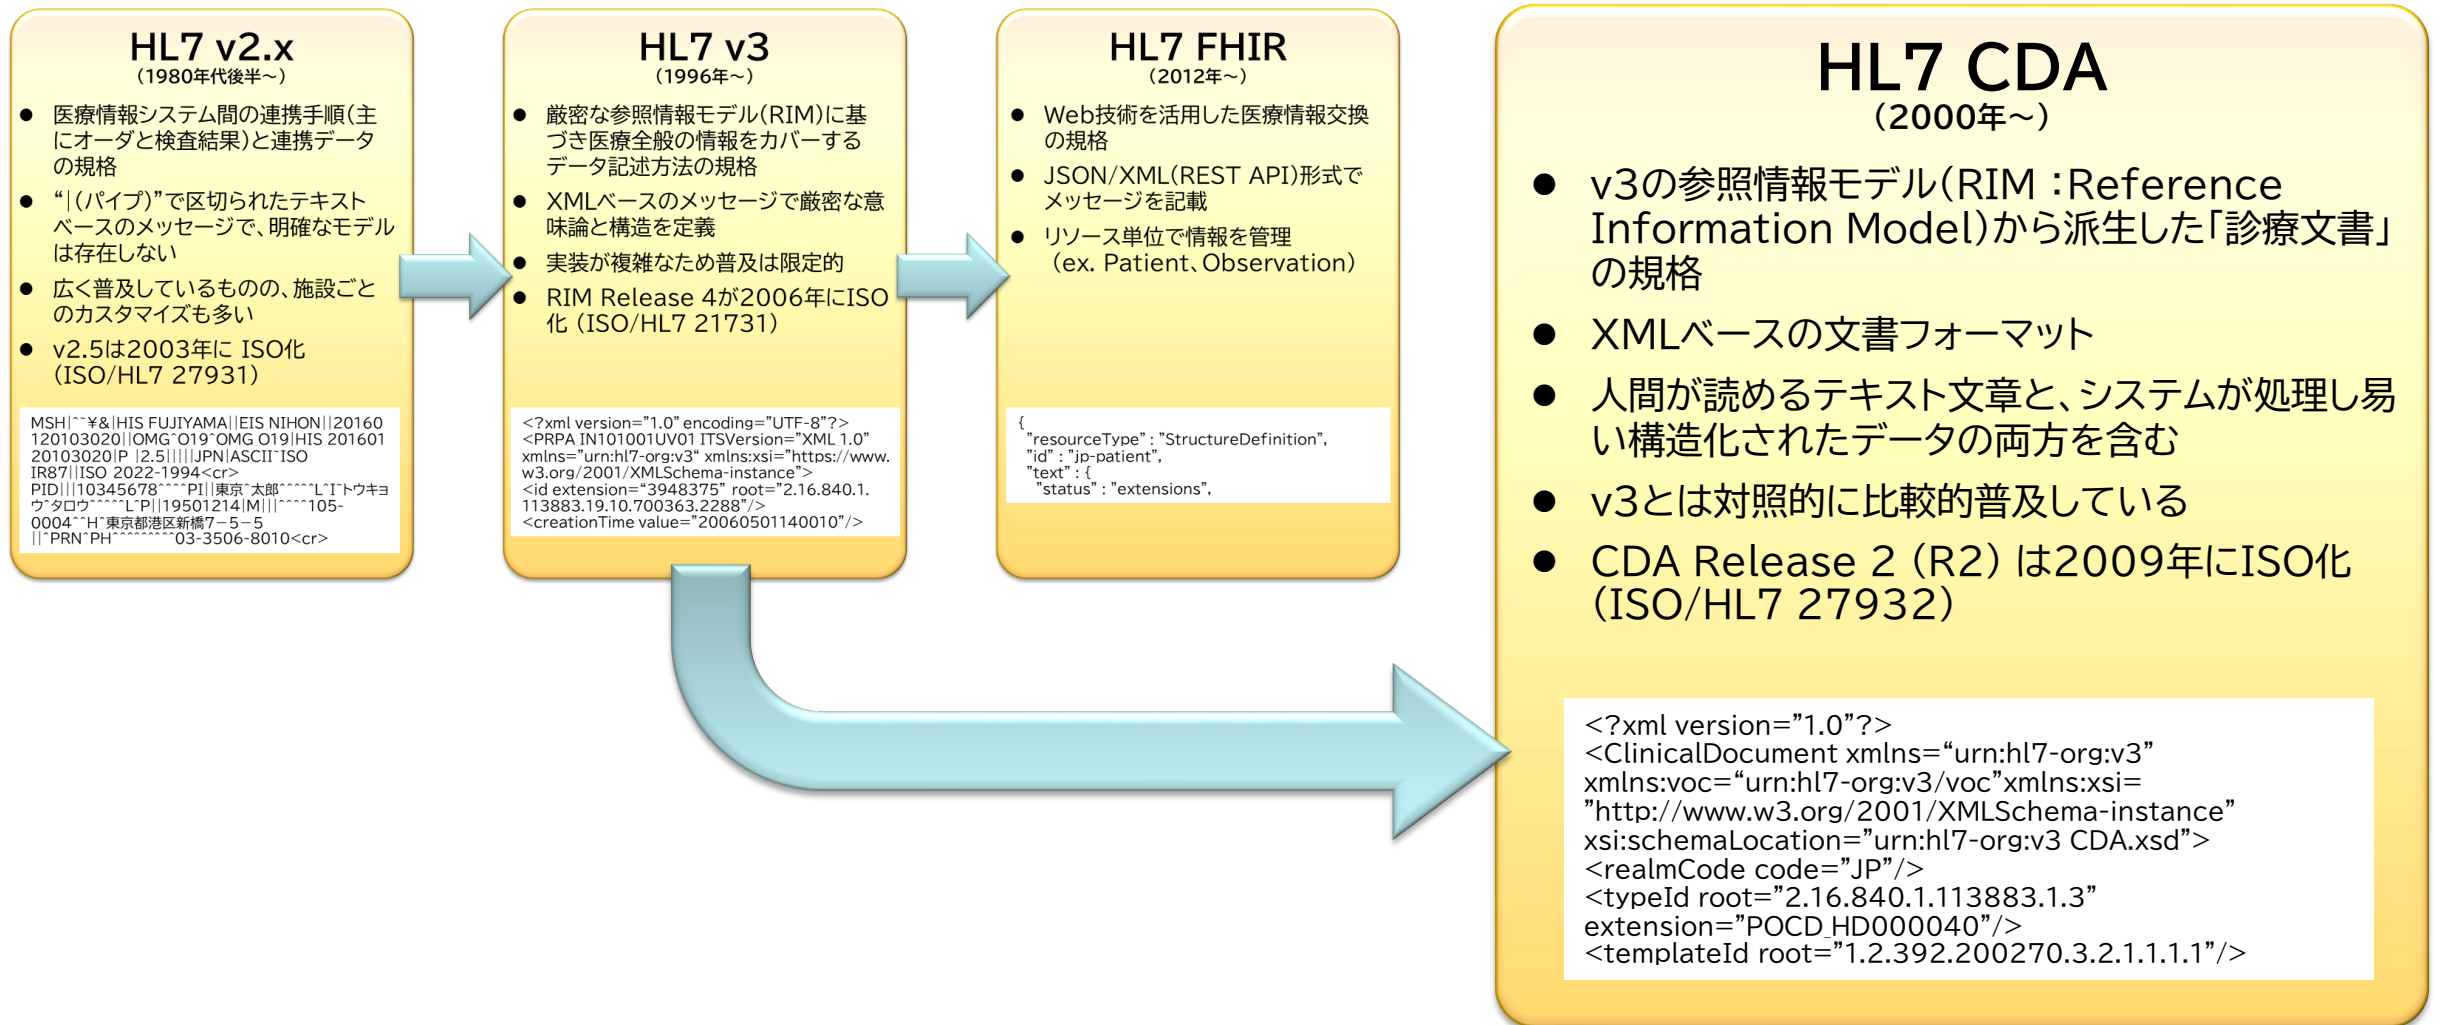 HL7 v2.x
（1980年代後半～）
● 医療情報システム間の連携手順（主
にオーダと検査結果）と連携データ
の規格
● “|（パイプ）”で区切られたテキスト
ベースのメッセージで、明確なモデル
は存在しない
● 広く普及しているものの、施設ごと
のカスタマイズも多い
● v2.5は2003年に ISO化
（ISO/HL7 27931）
MSH|^~¥&|HIS FUJIYAMA||EIS NIHON||20160
120103020||OMG^O19^OMG O19|HIS 201601
20103020|P |2.5|||||JPN|ASCII~ISO
IR87||ISO 2022-1994<cr>
PID|||10345678^^^^PI||東京^太郎^^^^^L^I~トウキョ
ウ^タロウ^^^^^L^P||19501214|M|||^^^^105-
0004^^H^東京都港区新橋7－5－5
||^PRN^PH^^^^^^^^^03-3506-8010<cr>
HL7 v3
（1996年～）
● 厳密な参照情報モデル（RIM）に基
づき医療全般の情報をカバーする
データ記述方法の規格
● XMLベースのメッセージで厳密な意
味論と構造を定義
● 実装が複雑なため普及は限定的
● RIM Release 4が2006年にISO
化 （ISO/HL7 21731）
<?xml version=”1.0” encoding=”UTF-8”?>
<PRPA IN101001UV01 ITSVersion=”XML 1.0”
xmlns=”urn:hl7-org:v3“ xmlns:xsi=”https://www.
w3.org/2001/XMLSchema-instance”>
<id extension=“3948375” root=”2.16.840.1.
113883.19.10.700363.2288”/>
<creationTime value=”20060501140010”/>
HL7 FHIR
（2012年～）
● Web技術を活用した医療情報交換
の規格
● JSON/XML（REST API）形式で
メッセージを記載
● リソース単位で情報を管理
（ex. Patient、Observation）
{
”resourceType” : ”StructureDefinition”,
”id” : ”jp-patient”,
”text” : {
”status” : ”extensions”,
HL7 CDA
（2000年～）
● v3の参照情報モデル（RIM ：Reference
Information Model）から派生した「診療文書」
の規格
● XMLベースの文書フォーマット
● 人間が読めるテキスト文章と、システムが処理し易
い構造化されたデータの両方を含む
● v3とは対照的に比較的普及している
● CDA Release 2 （R2） は2009年にISO化
（ISO/HL7 27932）
<?xml version=”1.0”?>
<ClinicalDocument xmlns=“urn:hl7-org:v3”
xmlns:voc=“urn:hl7-org:v3/voc”xmlns:xsi=
”http://www.w3.org/2001/XMLSchema-instance”
xsi:schemaLocation=”urn:hl7-org:v3 CDA.xsd”>
<realmCode code=”JP”/>
<typeId root=”2.16.840.1.113883.1.3”
extension=”POCD_HD000040”/>
<templateId root=”1.2.392.200270.3.2.1.1.1.1”/>